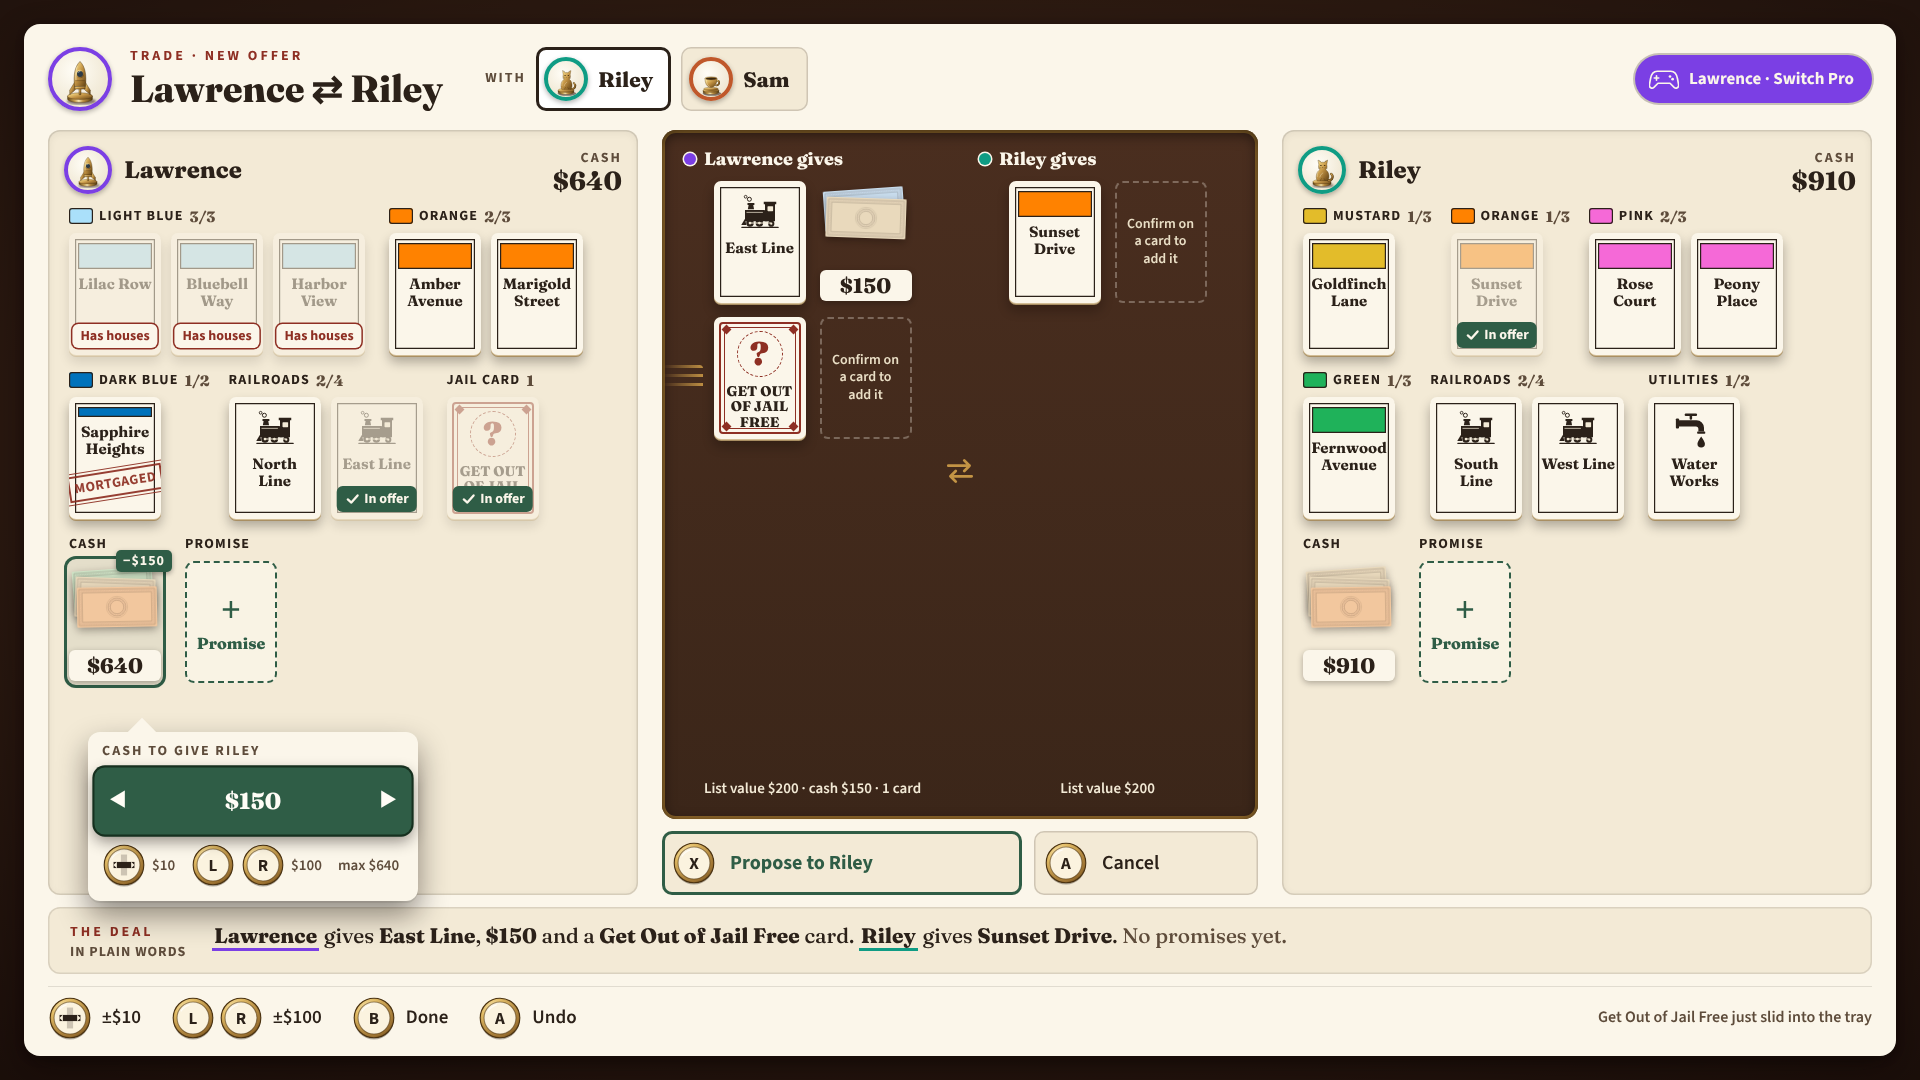 TRADE · NEW OFFER
Lawrence ⇄ Riley
WITH
Riley
Sam
Lawrence · Switch Pro
Lawrence
CASH
$640
LIGHT BLUE 3/3
ORANGE 2/3
Lilac Row
Has houses
Bluebell
Way
Has houses
Harbor
View
Has houses
Amber
Avenue
Marigold
Street
DARK BLUE 1/2
RAILROADS 2/4
JAIL CARD 1
Sapphire
Heights
MORTGAGED
North
Line
East Line
In offer
?
GET OUT
OF JAIL
In offer
CASH
−$150
$640
PROMISE
+
Promise
CASH TO GIVE RILEY
$150
$10
L
R
$100
max $640
Lawrence gives
East Line
$150
?
GET OUT
OF JAIL
FREE
Confirm on
a card to
add it
Riley gives
Sunset
Drive
Confirm on
a card to
add it
⇄
List value $200 · cash $150 · 1 card
List value $200
X
Propose to Riley
A
Cancel
Riley
CASH
$910
MUSTARD 1/3
ORANGE 1/3
PINK 2/3
Goldfinch
Lane
Sunset
Drive
In offer
Rose
Court
Peony
Place
GREEN 1/3
RAILROADS 2/4
UTILITIES 1/2
Fernwood
Avenue
South
Line
West Line
Water
Works
CASH
$910
PROMISE
+
Promise
THE DEAL
IN PLAIN WORDS
Lawrence gives East Line, $150 and a Get Out of Jail Free card. Riley gives Sunset Drive. No promises yet.
±$10
L
R
±$100
B
Done
A
Undo
Get Out of Jail Free just slid into the tray